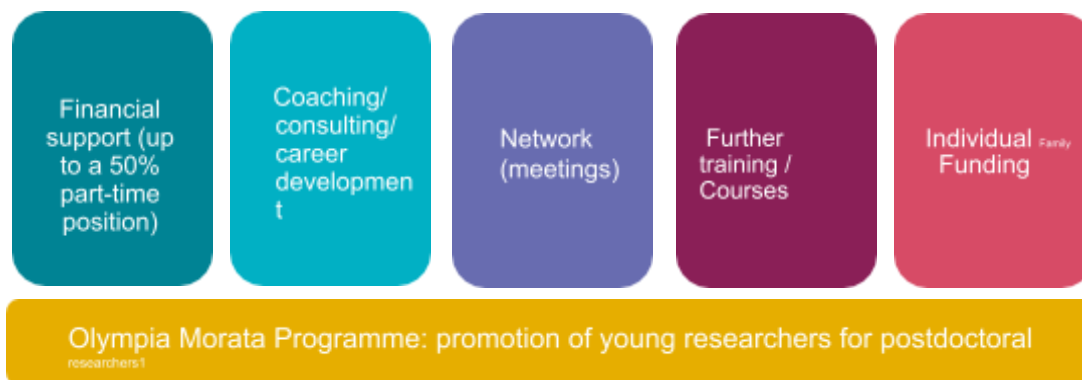 Financial
support (up
to a 50%
part-time
position)
Coaching/
consulting/
career
developmen
t
Network
(meetings)
Further
training /
Courses
Individual Family
Funding
Olympia Morata Programme: promotion of young researchers for postdoctoral
researchers1